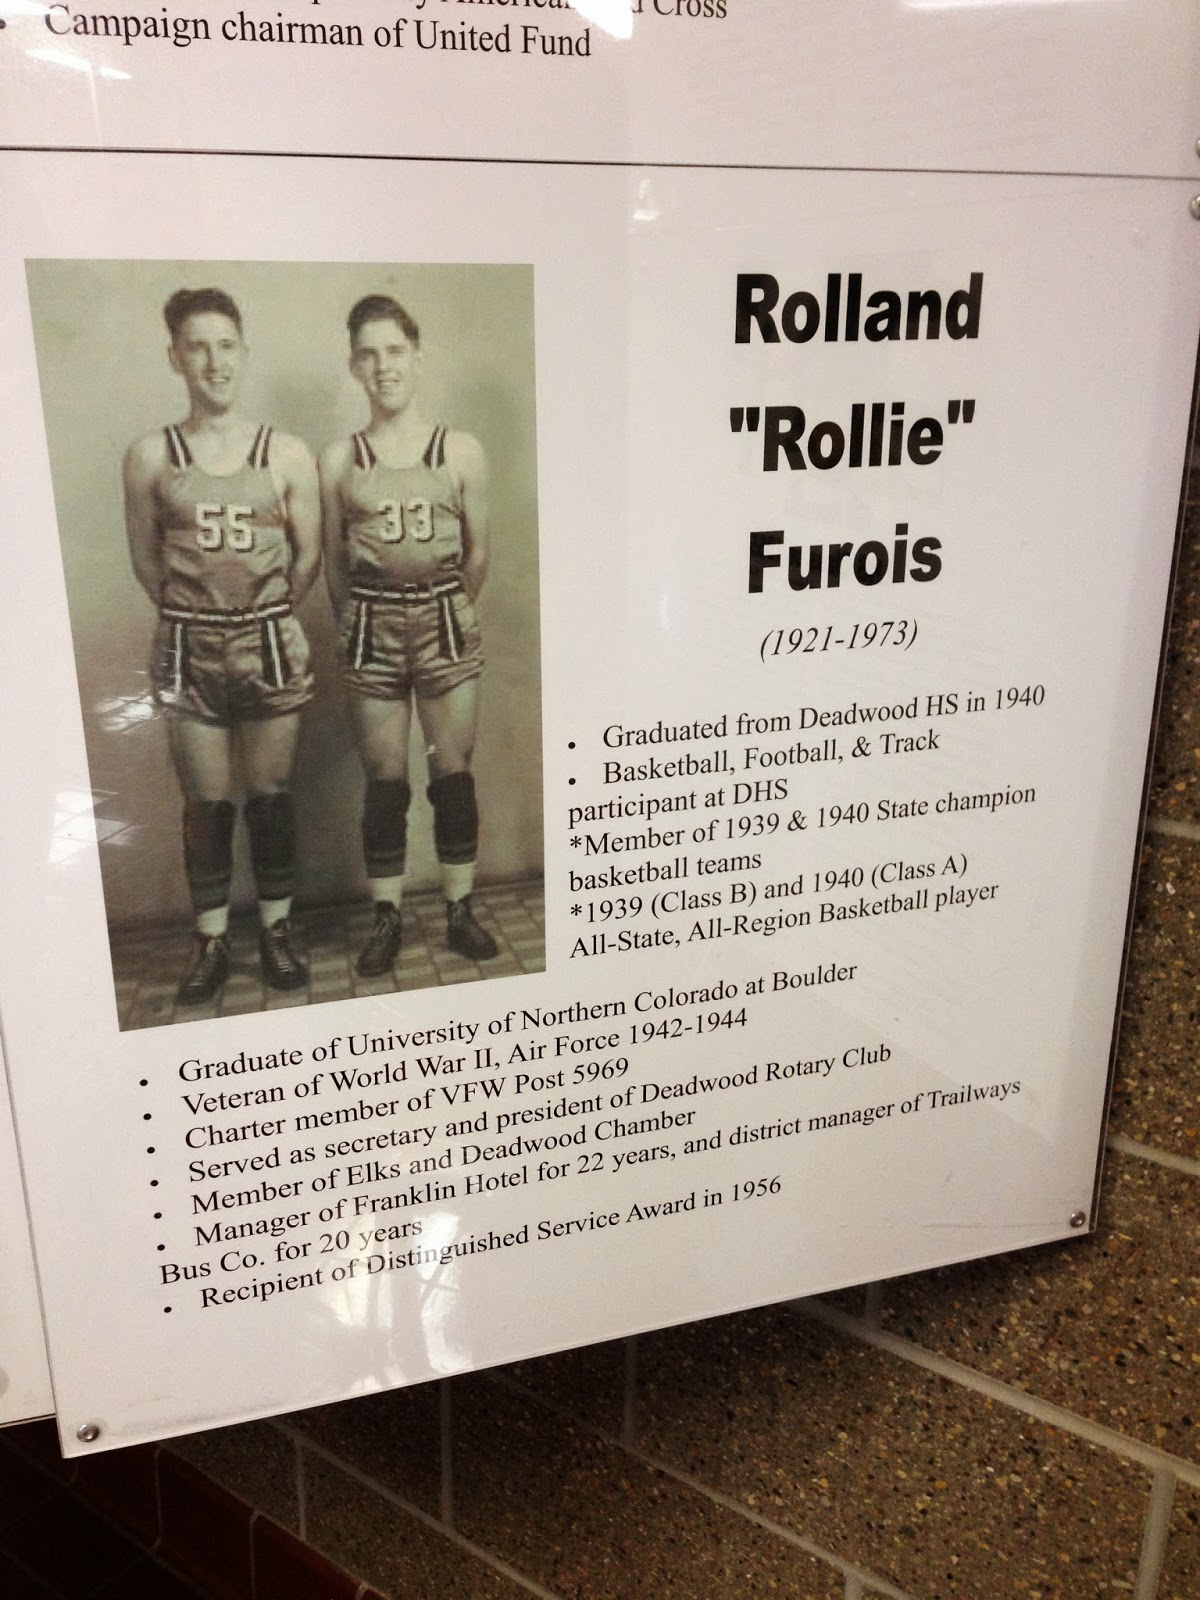 Cross
• Campaign chairman of United Fund
Rolland
"Rollie"
Furois
(1921-1973)
55
33
• Graduated from Deadwood HS in 1940
• Basketball, Football, & Track
participant at DHS
*Member of 1939 & 1940 State champion
basketball teams
*1939 (Class B) and 1940 (Class A)
All-State, All-Region Basketball player
• Graduate of University of Northern Colorado at Boulder
• Veteran of World War II, Air Force 1942-1944
• Charter member of VFW Post 5969
• Served as secretary and president of Deadwood Rotary Club
• Member of Elks and Deadwood Chamber
• Manager of Franklin Hotel for 22 years, and district manager of Trailways
Bus Co. for 20 years
• Recipient of Distinguished Service Award in 1956